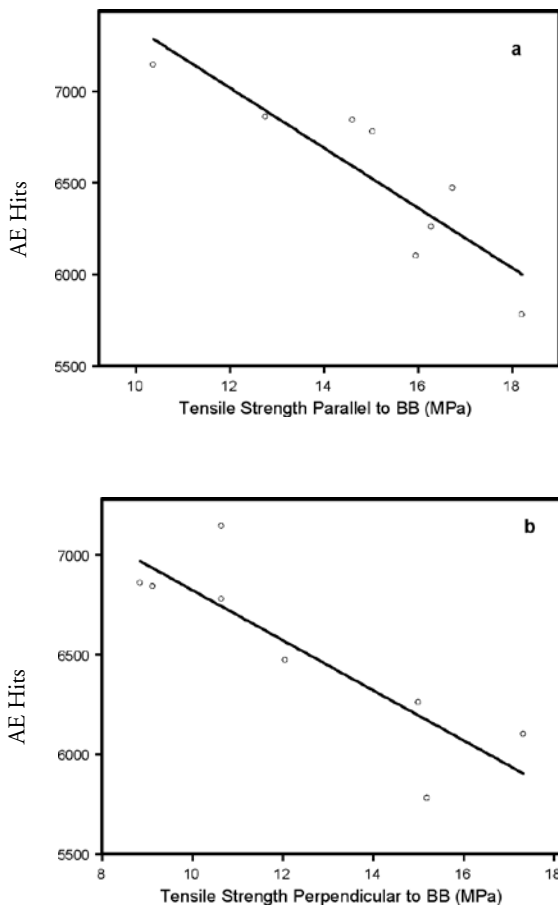 a
7000
6500
6000
5500
AE Hits
10 12 14 16 18
Tensile Strength Parallel to BB (MPa)
b
7000
6500
6000
5500
AE Hits
8 10 12 14 16 18
Tensile Strength Perpendicular to BB (MPa)